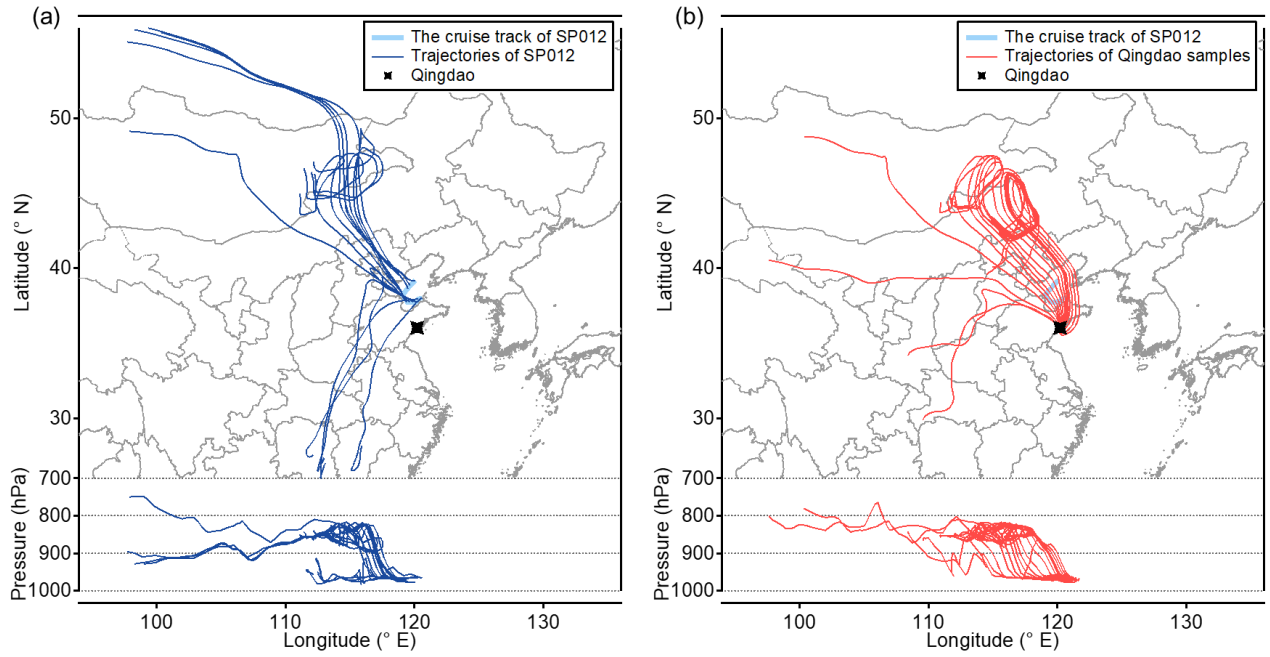 (a)
The cruise track of SP012
Trajectories of SP012
Qingdao
50
40
30
Latitude (° N)
700
800
900
1000
Pressure (hPa)
100
110
120
130
Longitude (° E)
(b)
The cruise track of SP012
Trajectories of Qingdao samples
Qingdao
50
40
30
Latitude (° N)
700
800
900
1000
Pressure (hPa)
100
110
120
130
Longitude (° E)